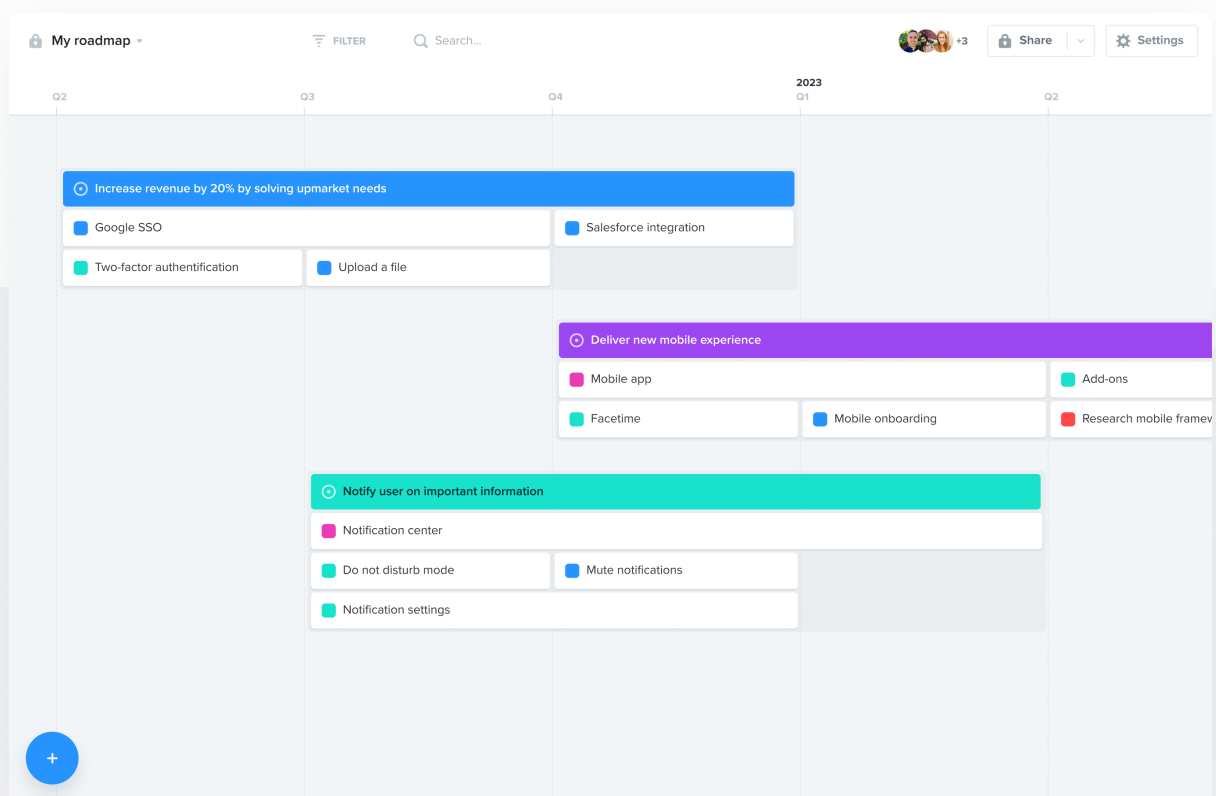 My roadmap
FILTER
Search...
+3
Share
Settings
2023
Q2 Q3 Q4 Q1 Q2
Increase revenue by 20% by solving upmarket needs
Google SSO
Salesforce integration
Two-factor authentification
Upload a file
Deliver new mobile experience
Mobile app
Add-ons
Facetime
Mobile onboarding
Research mobile
Notify user on important information
Notification center
Do not disturb mode
Mute notifications
Notification settings
+